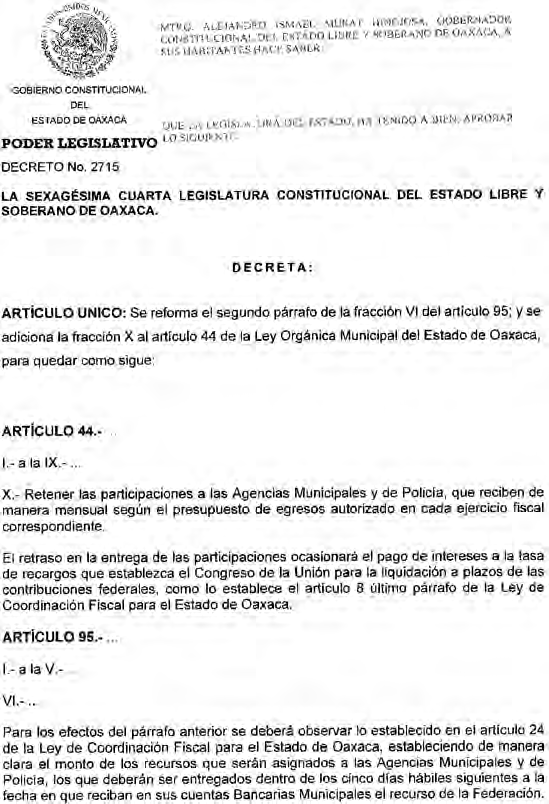 MTRO. ALEJANDRO ISMAEL MURAT HINOJOSA, GOBERNADOR
CONSTITUCIONAL DEL ESTADO LIBRE Y SOBERANO DE OAXACA, A
SUS HABITANTES HACE SABER:
GOBIERNO CONSTITUCIONAL
DEL
ESTADO DE OAXACA
QUE LA LEGISLATURA DEL ESTADO, HA TENIDO A BIEN, APROBAR
LO SIGUIENTE:
PODER LEGISLATIVO
DECRETO No. 2715
LA SEXAGÉSIMA CUARTA LEGISLATURA CONSTITUCIONAL DEL ESTADO LIBRE Y
SOBERANO DE OAXACA.
DECRETA:
ARTÍCULO UNICO: Se reforma el segundo párrafo de la fracción VI del artículo 95; y se
adiciona la fracción X al artículo 44 de la Ley Orgánica Municipal del Estado de Oaxaca,
para quedar como sigue:
ARTÍCULO 44.- ...
I.- a la IX.- ...
X.- Retener las participaciones a las Agencias Municipales y de Policía, que reciben de
manera mensual según el presupuesto de egresos autorizado en cada ejercicio fiscal
correspondiente.
El retraso en la entrega de las participaciones ocasionará el pago de intereses a la tasa
de recargos que establezca el Congreso de la Unión para la liquidación a plazos de las
contribuciones federales, como lo establece el artículo 8 último párrafo de la Ley de
Coordinación Fiscal para el Estado de Oaxaca.
ARTÍCULO 95.- ...
I.- a la V.- ...
VI.- ...
Para los efectos del párrafo anterior se deberá observar lo establecido en el artículo 24
de la Ley de Coordinación Fiscal para el Estado de Oaxaca, estableciendo de manera
clara el monto de los recursos que serán asignados a las Agencias Municipales y de
Policía, los que deberán ser entregados dentro de los cinco días hábiles siguientes a la
fecha en que reciban en sus cuentas Bancarias Municipales el recurso de la Federación.